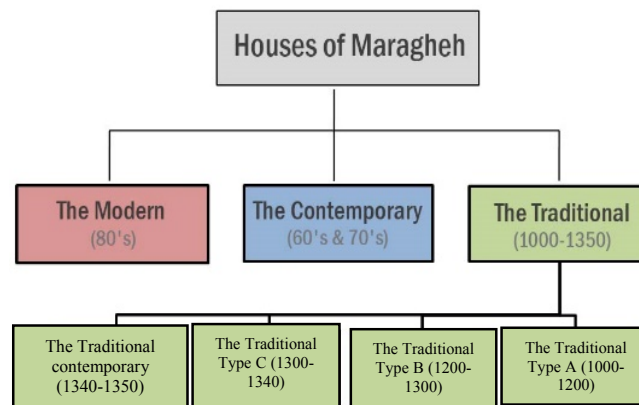 Houses of Maragheh
The Modern
(80's)
The Contemporary
(60's & 70's)
The Traditional
(1000-1350)
The Traditional
contemporary
(1340-1350)
The Traditional
Type C (1300-
1340)
The Traditional
Type B (1200-
1300)
The Traditional
Type A (1000-
1200)